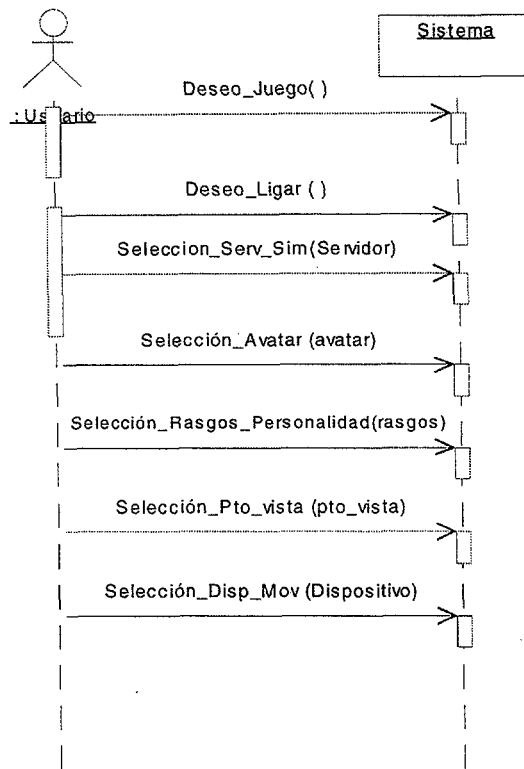 Sistema
Deseo_Juego( )
: Usuario
Deseo_Ligar ( )
Seleccion_Serv_Sim(Servidor)
Selección_Avatar (avatar)
Selección_Rasgos_Personalidad(rasgos)
Selección_Pto_vista (pto_vista)
Selección_Disp_Mov (Dispositivo)